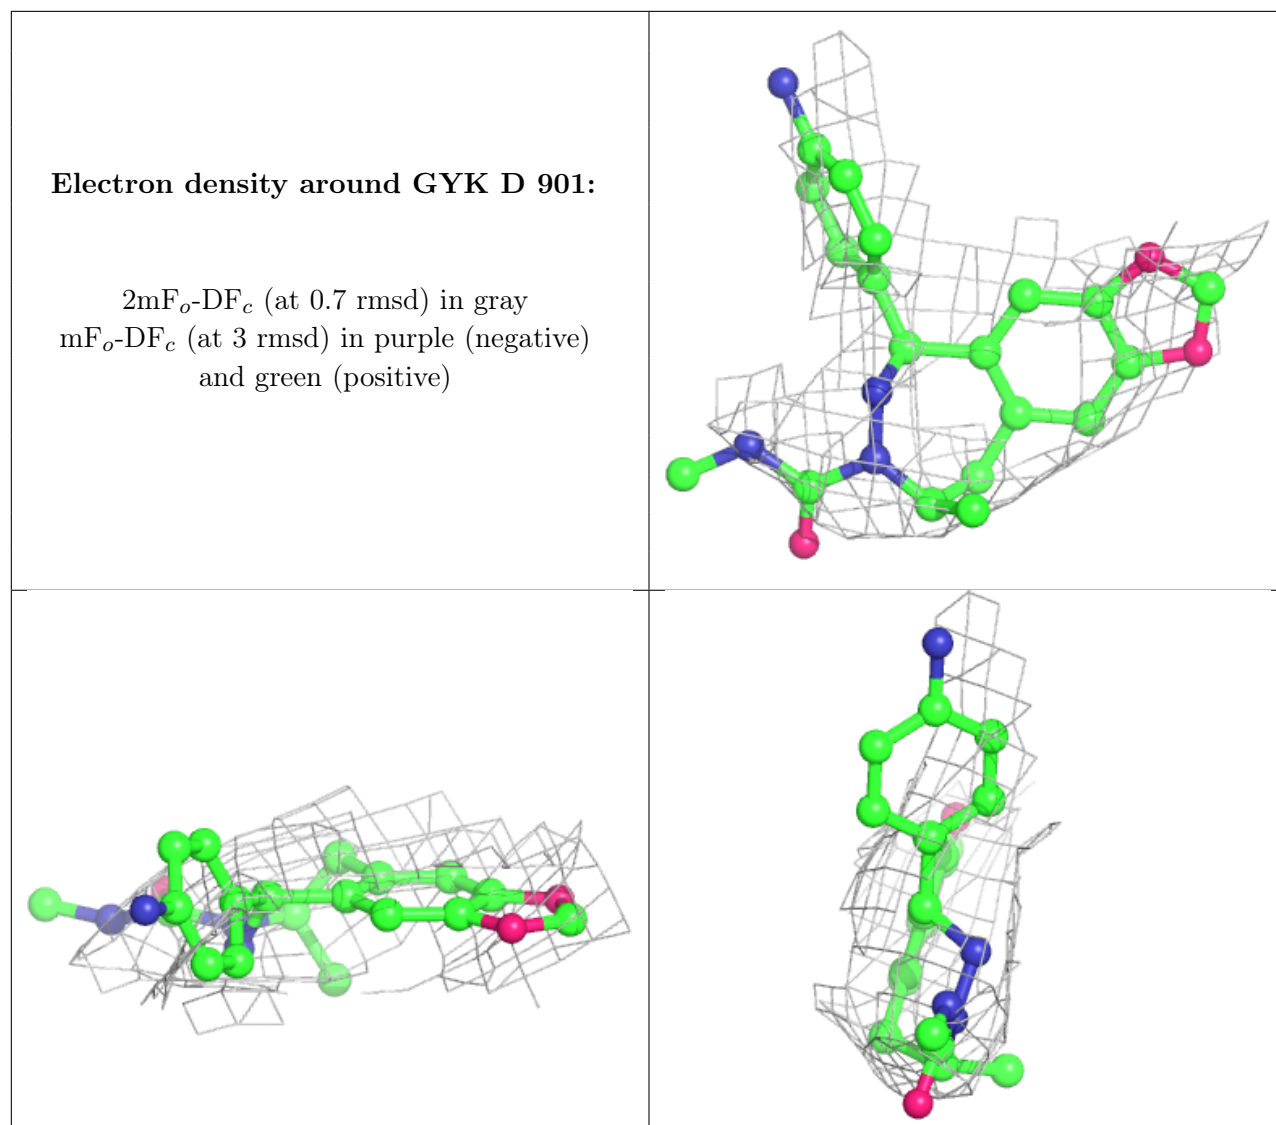 Electron density around GYK D 901:
2mFo-DFc (at 0.7 rmsd) in gray
mFo-DFc (at 3 rmsd) in purple (negative)
and green (positive)